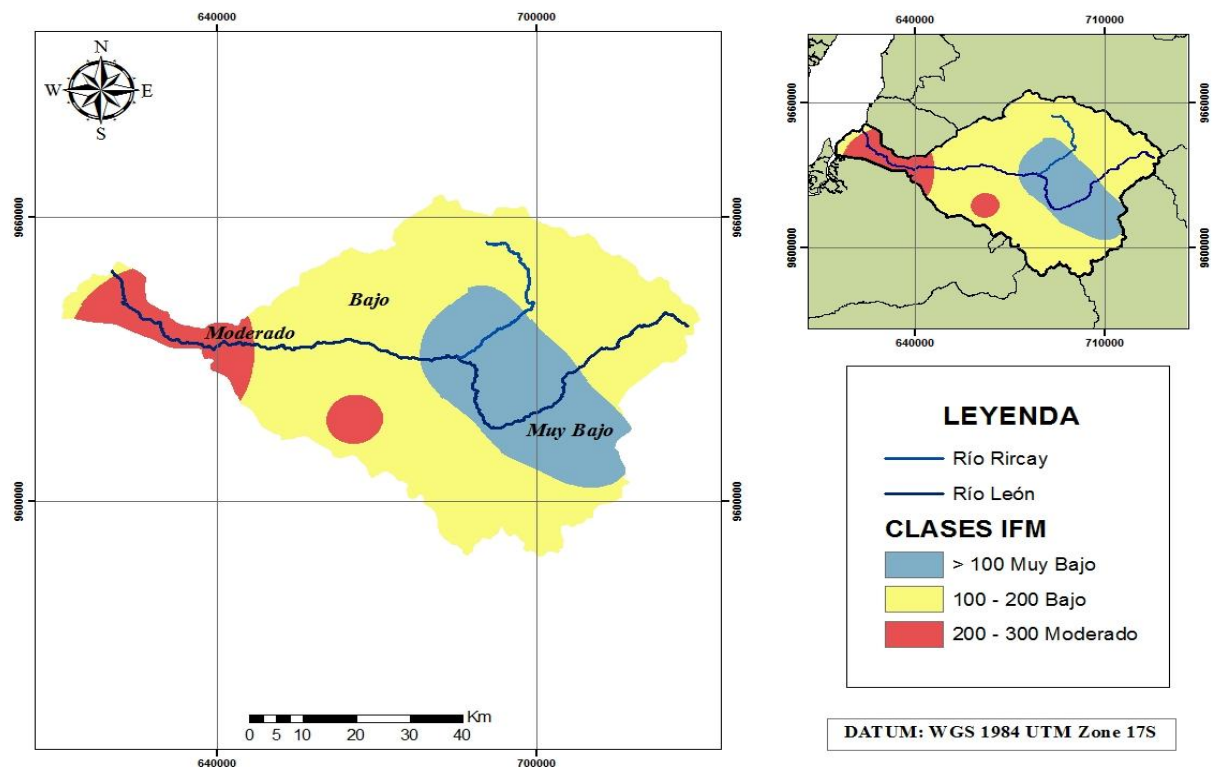 640000
700000
N
W E
S
9660000
9660000
Bajo
Moderado
Muy Bajo
9600000
9600000
Km
0 5 10 20 30 40
640000
700000
640000
710000
9660000
9660000
9600000
9600000
640000
710000
LEYENDA
Río Rircay
Río León
CLASES IFM
> 100 Muy Bajo
100 - 200 Bajo
200 - 300 Moderado
DATUM: WGS 1984 UTM Zone 17S